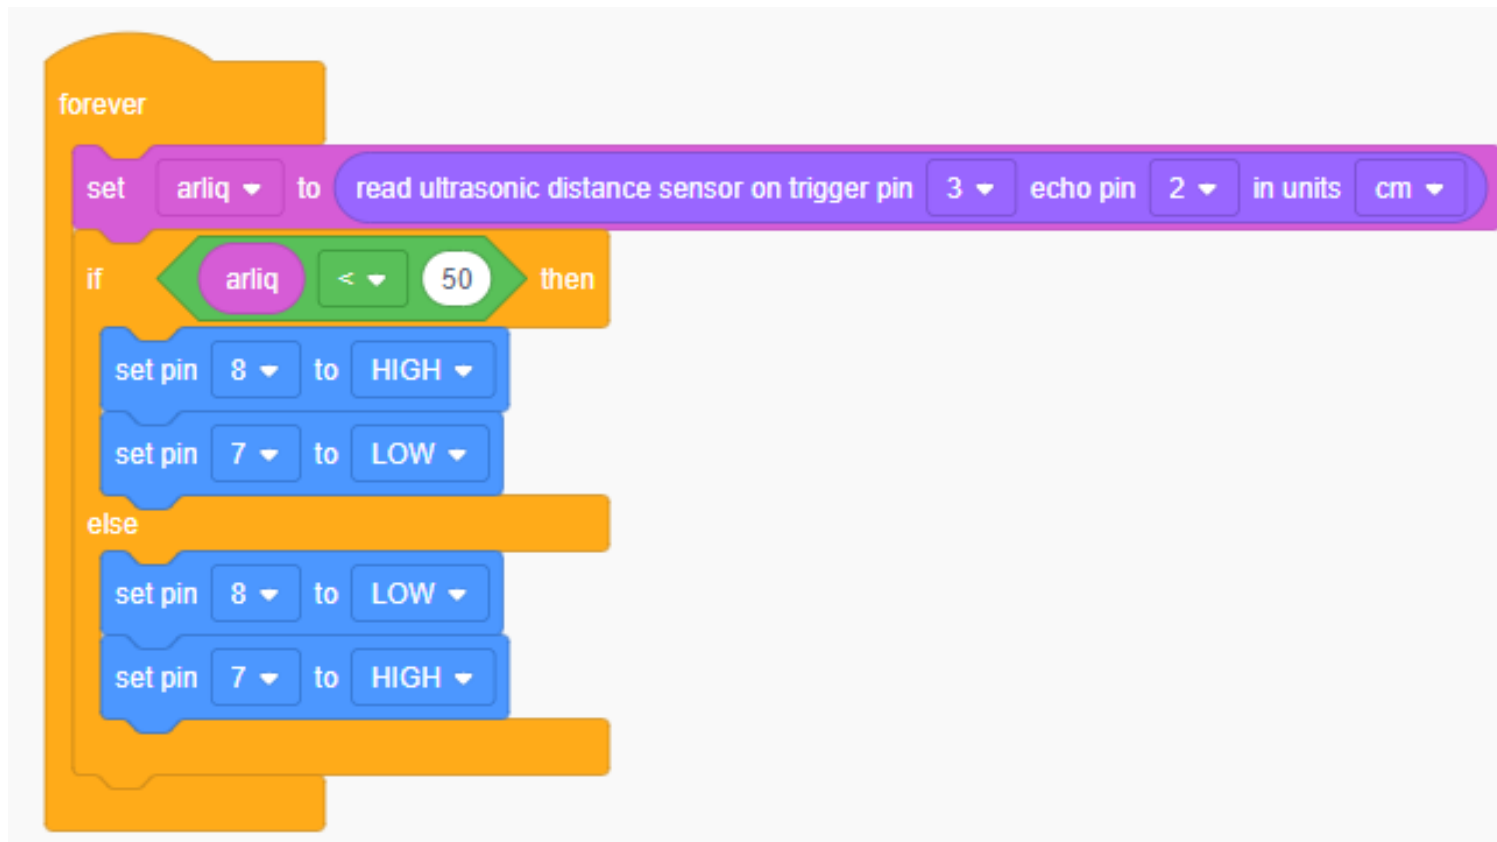 forever
set arliq to read ultrasonic distance sensor on trigger pin 3 echo pin 2 in units cm
if arliq < 50 then
set pin 8 to HIGH
set pin 7 to LOW
else
set pin 8 to LOW
set pin 7 to HIGH